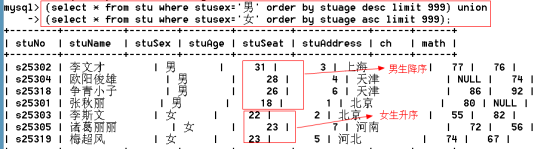 mysql> (select * from stu where stusex='男' order by stuage desc limit 999) union
-> (select * from stu where stusex='女' order by stuage asc limit 999);
| stuNo | stuName | stuSex | stuAge | stuSeat | stuAddress | ch | math |
| s25302 | 李文才 | 男 | 31 | 3 | 上海 | 77 | 76 |
| s25304 | 欧阳俊雄 | 男 | 28 | 4 | 天津 | NULL | 74
| s25318 | 争青小子 | 男 | 26 | 6 | 天津 | 86 | 92
| s25301 | 张秋丽 | 男 | 18 | 1 | 北京 | 80 | NULL |
| s25303 | 李斯文 | 女 | 22 | 2 | 北京 | 55 | 82 |
| s25305 | 诸葛丽丽 | 女 | 23 | 7 | 河南 | 72 | 56
| s25319 | 梅超风 | 女 | 23 | 5 | 河北 | 74 | 67 |
男生降序
女生升序